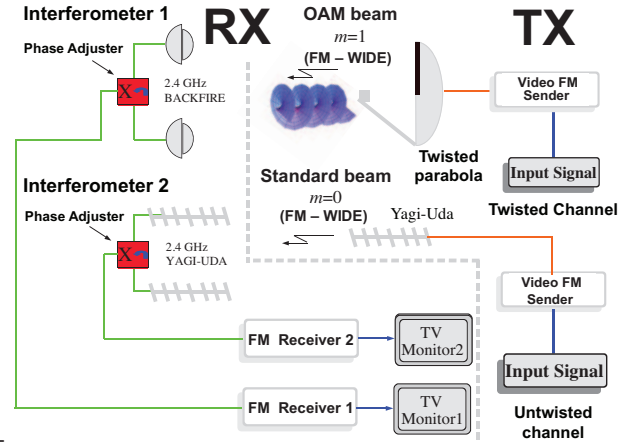 Interferometer 1
RX
OAM beam
m=1
(FM – WIDE)
TX
Phase Adjuster
X
2.4 GHz
BACKFIRE
Video FM
Sender
Twisted
parabola
Input Signal
Twisted Channel
Interferometer 2
Standard beam
m=0
(FM – WIDE)
Yagi-Uda
Phase Adjuster
X
2.4 GHz
YAGI-UDA
Video FM
Sender
FM Receiver 2
TV
Monitor2
Input Signal
FM Receiver 1
TV
Monitor1
Untwisted
channel